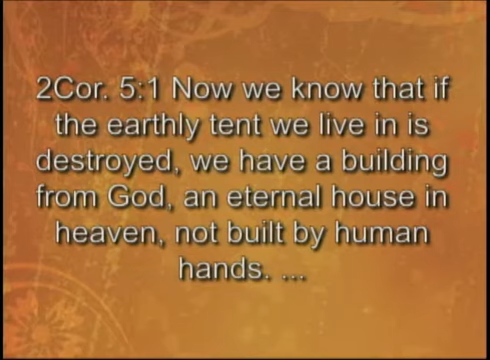 2Cor. 5:1 Now we know that if
the earthly tent we live in is
destroyed, we have a building
from God, an eternal house in
heaven, not built by human
hands. ...